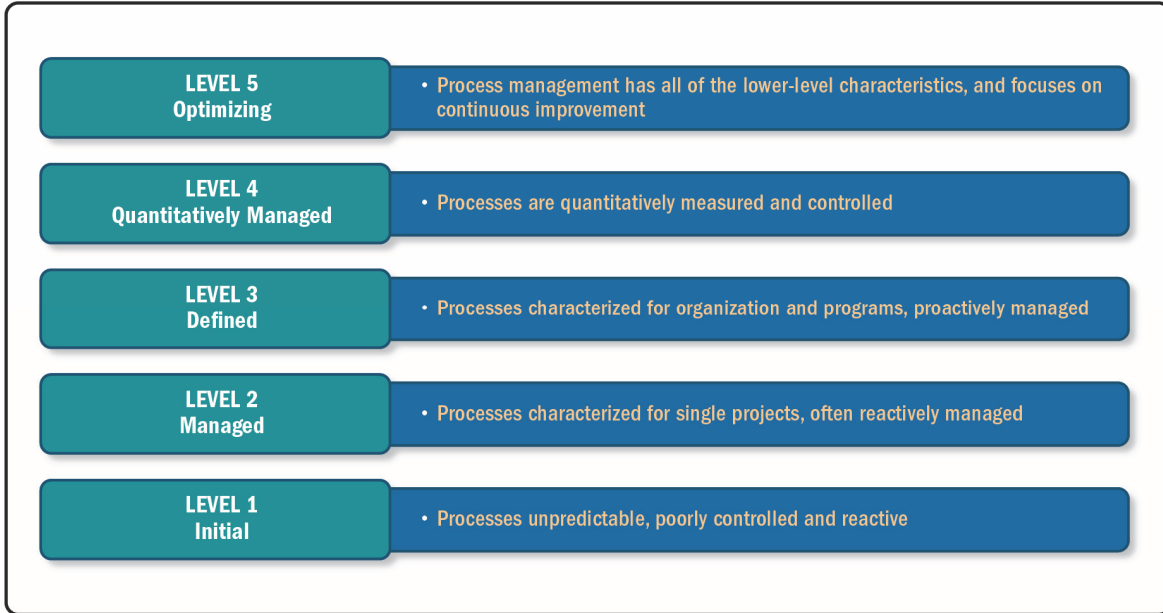 LEVEL 5
Optimizing
• Process management has all of the lower-level characteristics, and focuses on
continuous improvement
LEVEL 4
Quantitatively Managed
• Processes are quantitatively measured and controlled
LEVEL 3
Defined
• Processes characterized for organization and programs, proactively managed
LEVEL 2
Managed
• Processes characterized for single projects, often reactively managed
LEVEL 1
Initial
• Processes unpredictable, poorly controlled and reactive